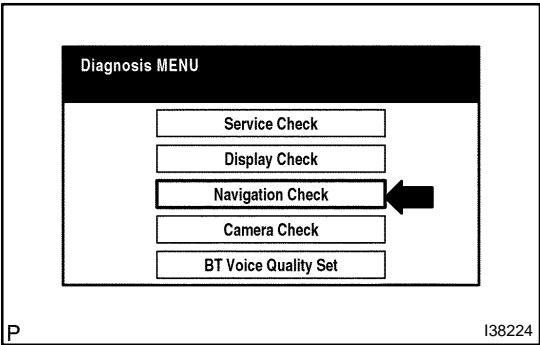 Diagnosis MENU
Service Check
Display Check
Navigation Check
Camera Check
BT Voice Quality Set
P
I38224